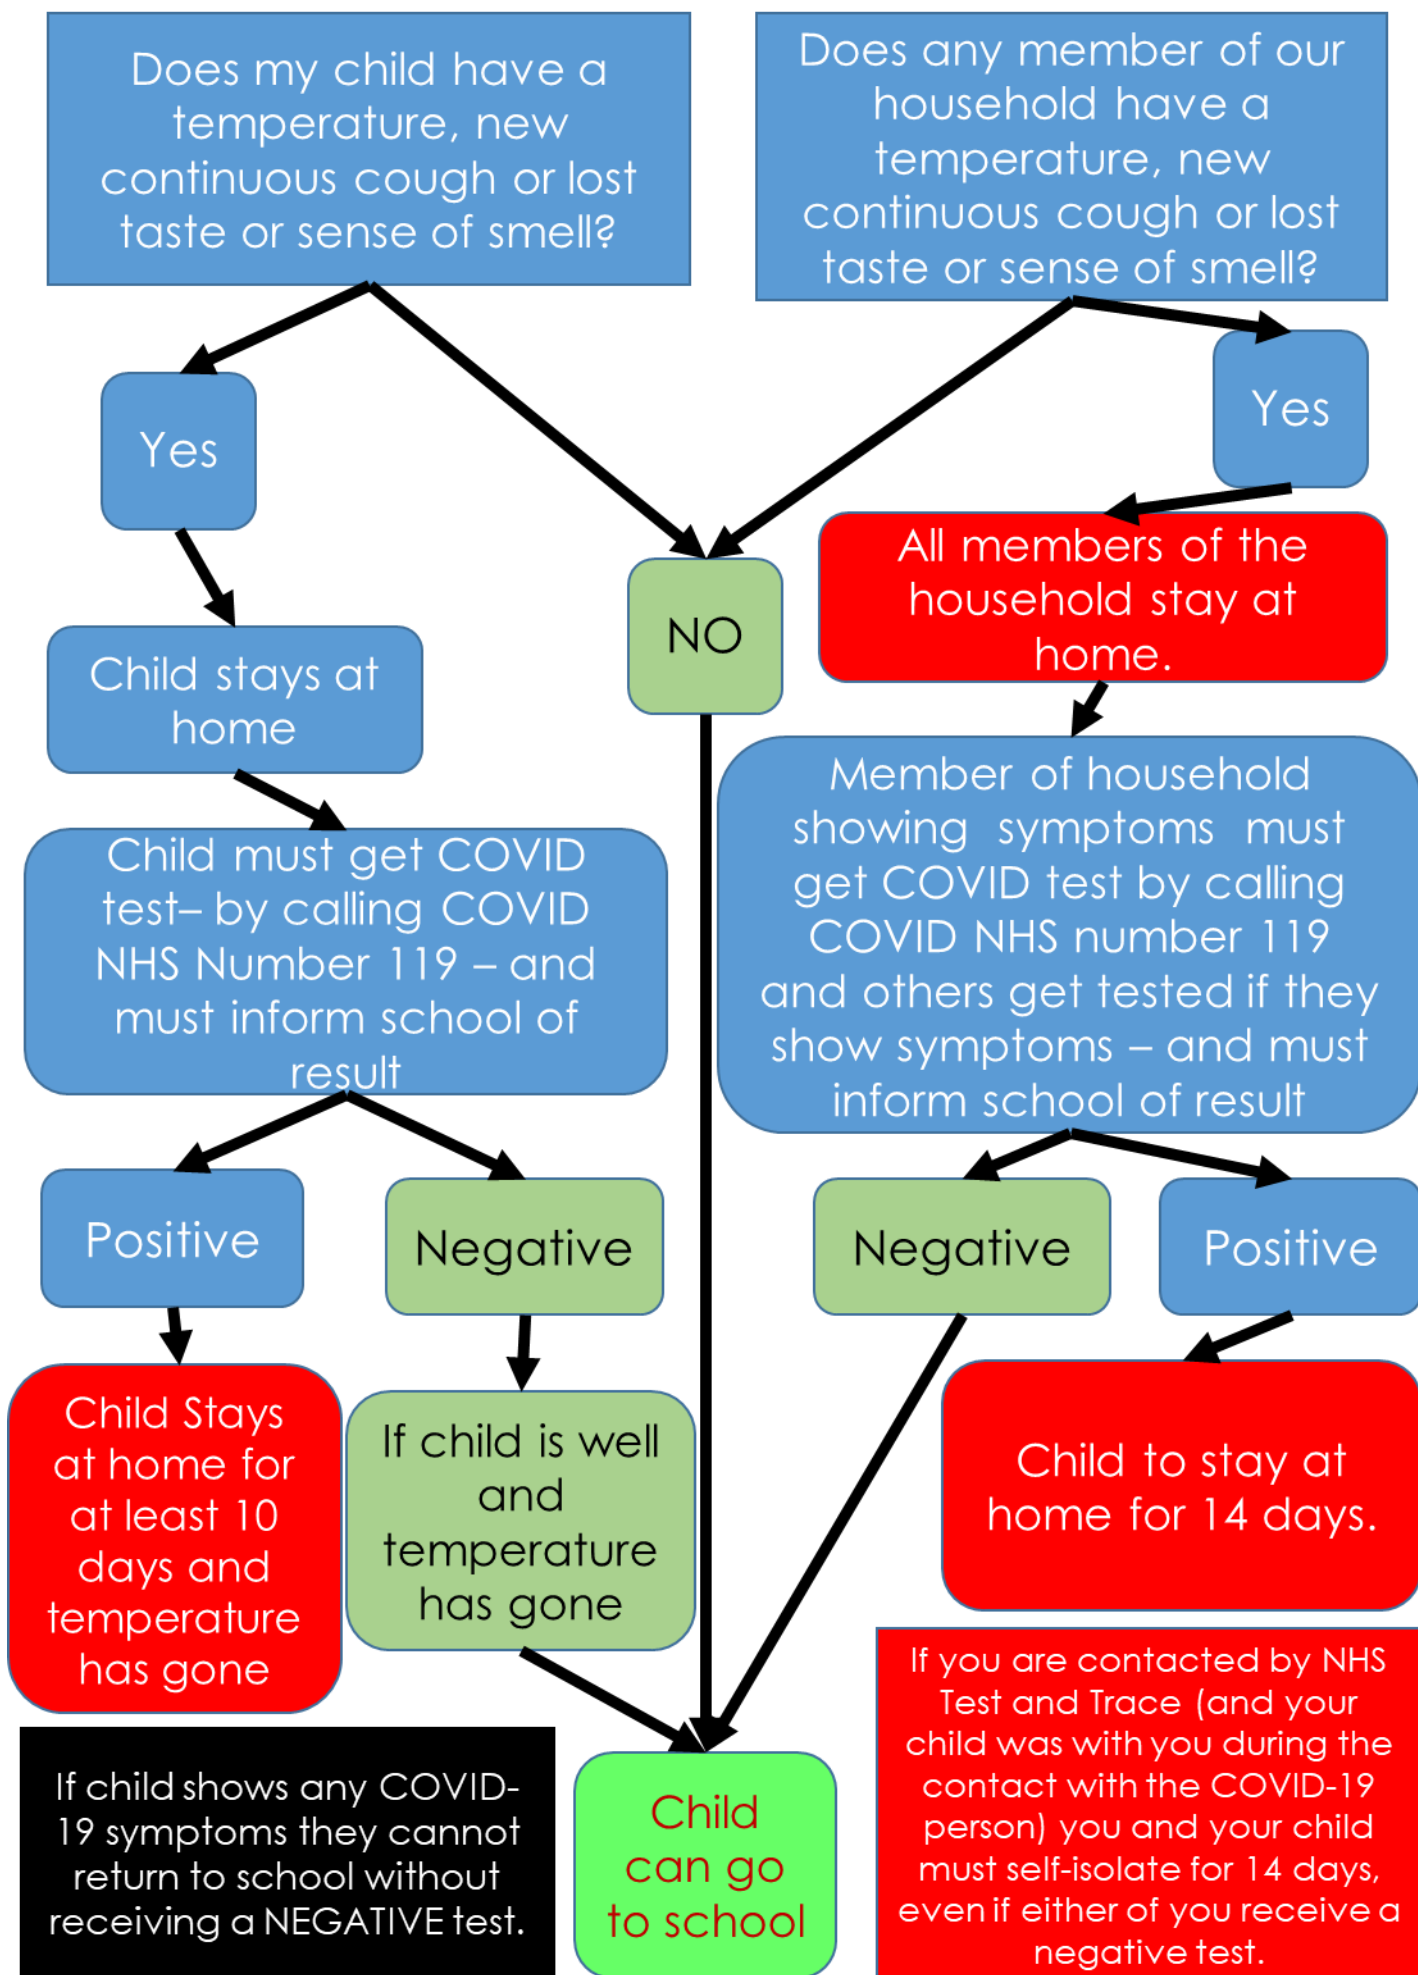 Does my child have a
temperature, new
continuous cough or lost
taste or sense of smell?
Does any member of our
household have a
temperature, new
continuous cough or lost
taste or sense of smell?
Yes
Yes
NO
All members of the
household stay at
home.
Child stays at
home
Member of household
showing symptoms must
get COVID test by calling
COVID NHS number 119
and others get tested if they
show symptoms – and must
inform school of result
Child must get COVID
test– by calling COVID
NHS Number 119 – and
must inform school of
result
Positive
Negative
Negative
Positive
Child Stays
at home for
at least 10
days and
temperature
has gone
If child is well
and
temperature
has gone
Child to stay at
home for 14 days.
If child shows any COVID-
19 symptoms they cannot
return to school without
receiving a NEGATIVE test.
Child
can go
to school
If you are contacted by NHS
Test and Trace (and your
child was with you during the
contact with the COVID-19
person) you and your child
must self-isolate for 14 days,
even if either of you receive a
negative test.